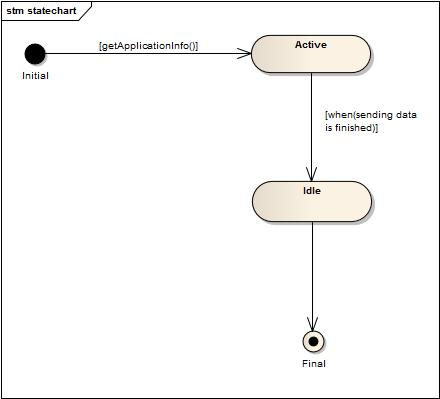 stm statechart
[getApplicationInfo()]
Active
Initial
[when(sending data
is finished)]
Idle
Final